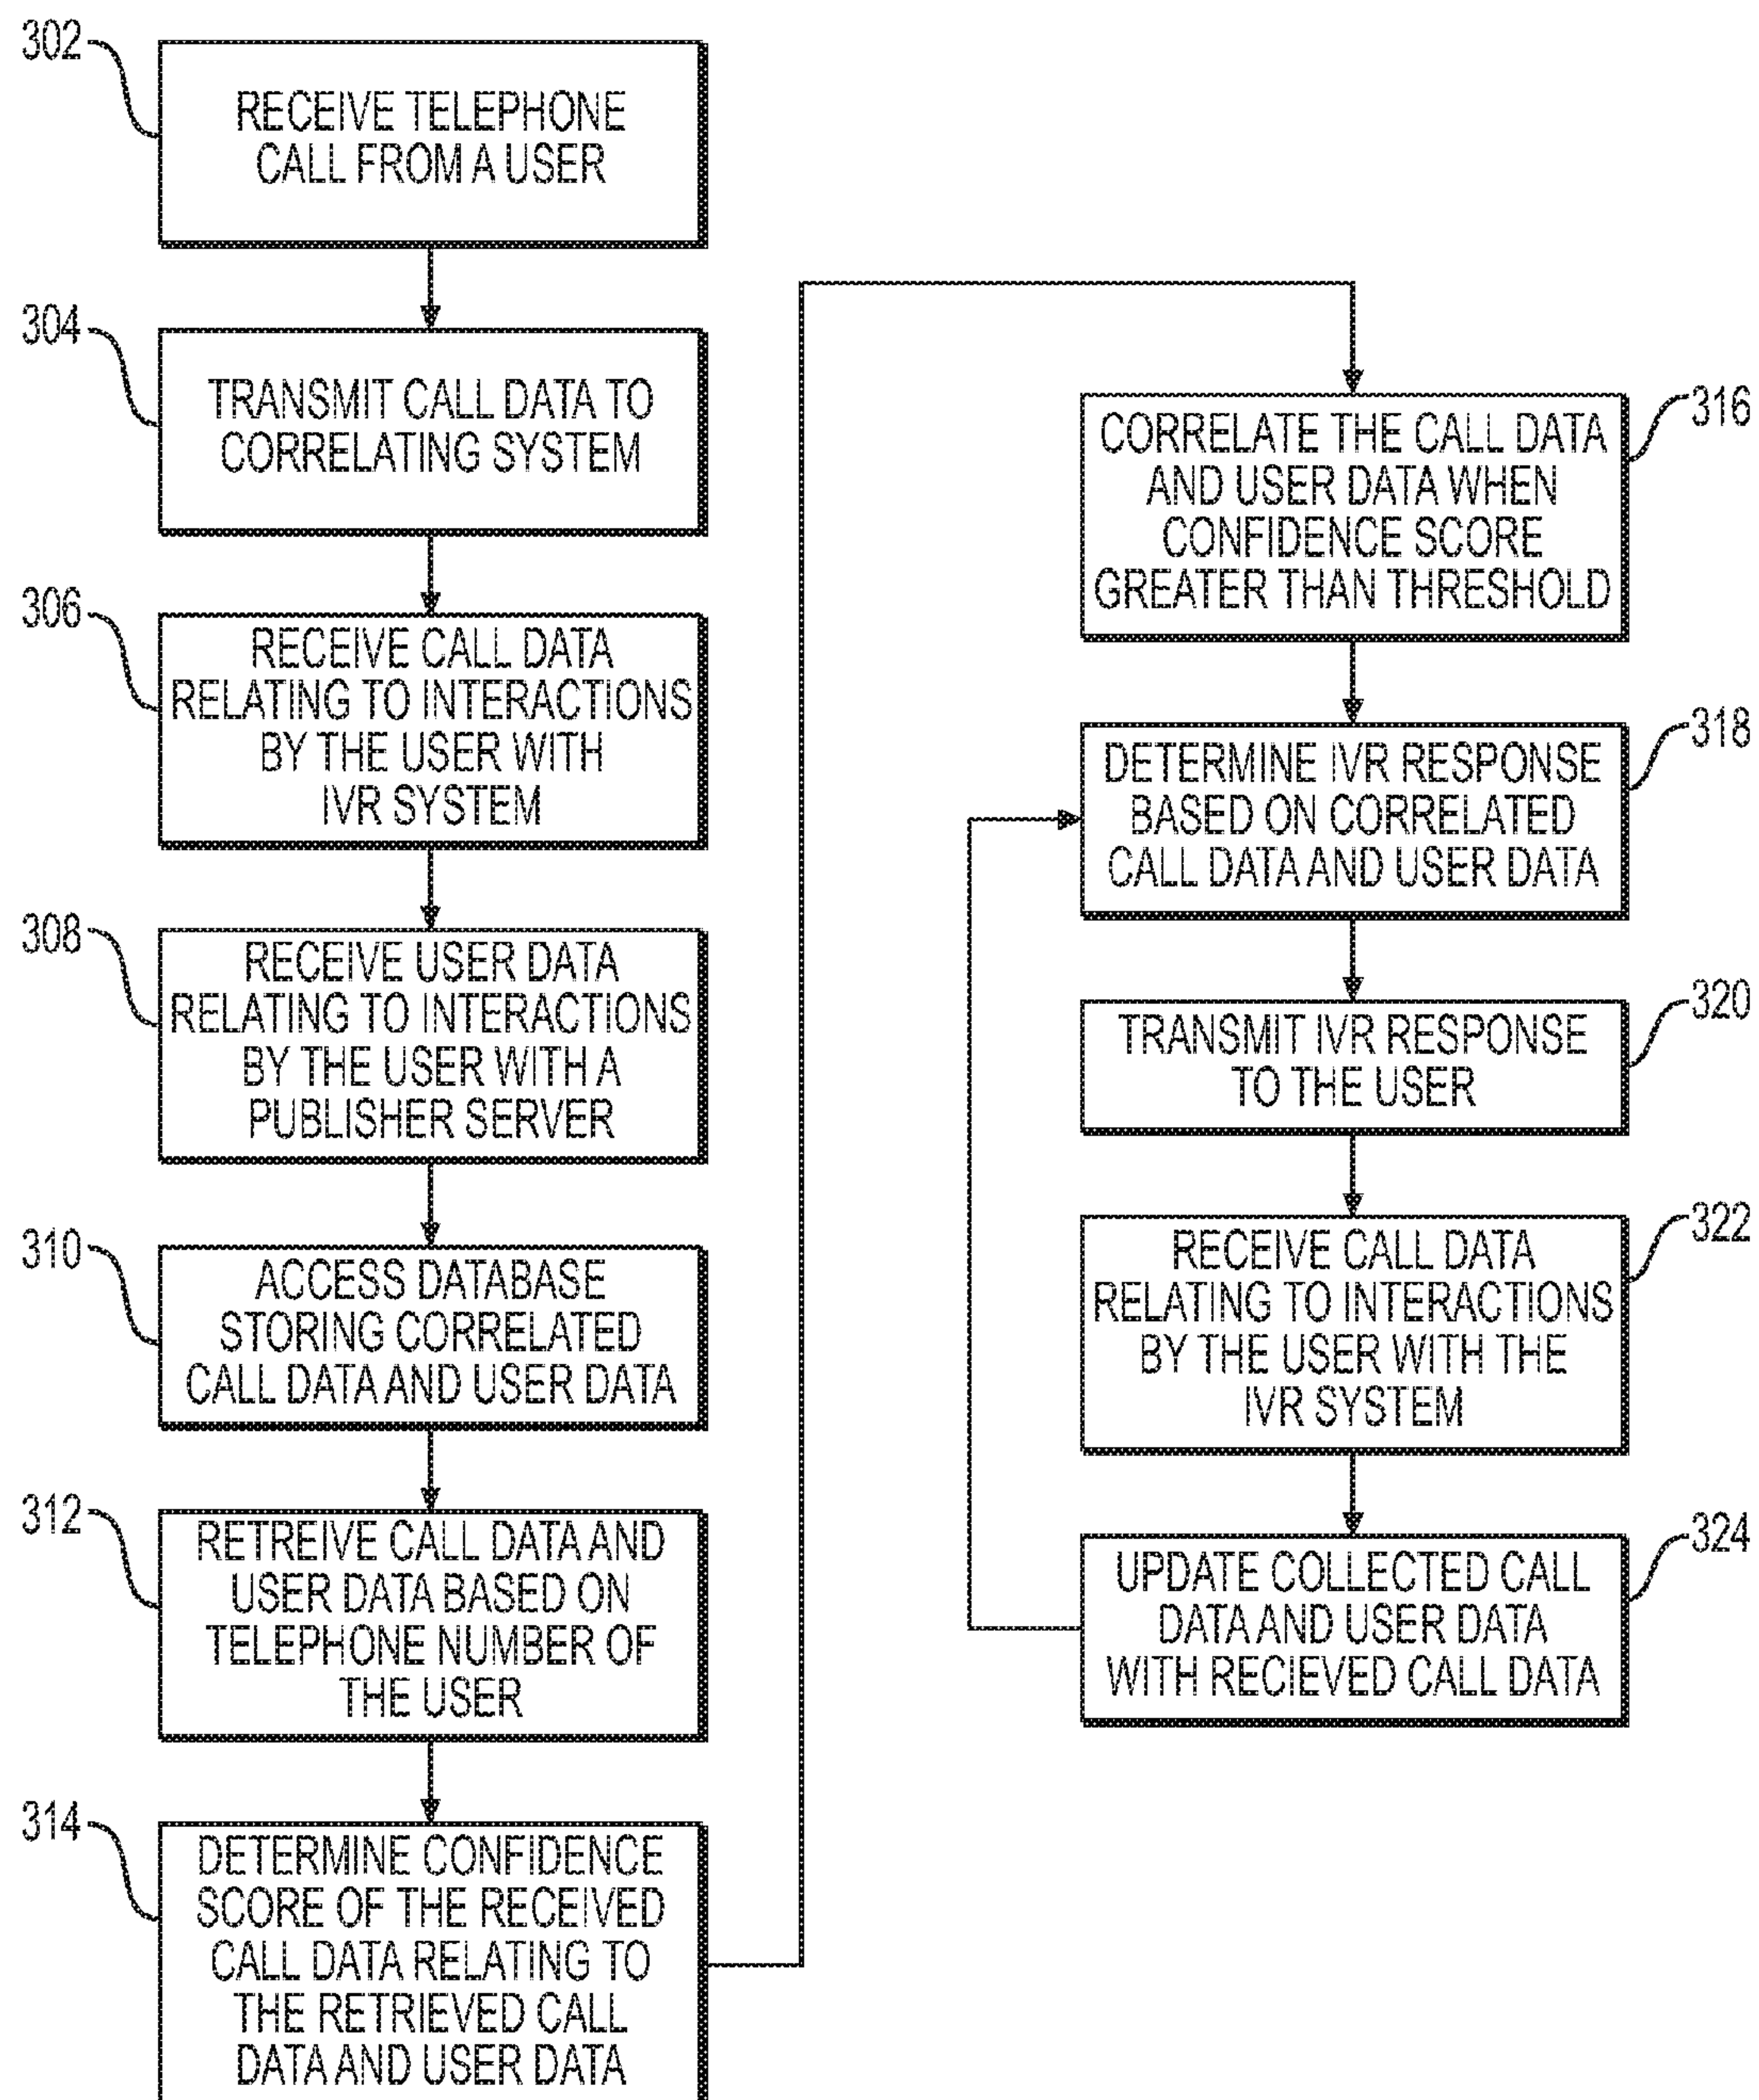 302
RECEIVE TELEPHONE
CALL FROM A USER
304
TRANSMIT CALL DATA TO
CORRELATING SYSTEM
306
RECEIVE CALL DATA
RELATING TO INTERACTIONS
BY THE USER WITH
IVR SYSTEM
308
RECEIVE USER DATA
RELATING TO INTERACTIONS
BY THE USER WITH A
PUBLISHER SERVER
310
ACCESS DATABASE
STORING CORRELATED
CALL DATA AND USER DATA
312
RETREIVE CALL DATA AND
USER DATA BASED ON
TELEPHONE NUMBER OF
THE USER
314
DETERMINE CONFIDENCE
SCORE OF THE RECEIVED
CALL DATA RELATING TO
THE RETRIEVED CALL
DATA AND USER DATA
316
CORRELATE THE CALL DATA
AND USER DATA WHEN
CONFIDENCE SCORE
GREATER THAN THRESHOLD
318
DETERMINE IVR RESPONSE
BASED ON CORRELATED
CALL DATA AND USER DATA
320
TRANSMIT IVR RESPONSE
TO THE USER
322
RECEIVE CALL DATA
RELATING TO INTERACTIONS
BY THE USER WITH THE
IVR SYSTEM
324
UPDATE COLLECTED CALL
DATA AND USER DATA
WITH RECIEVED CALL DATA